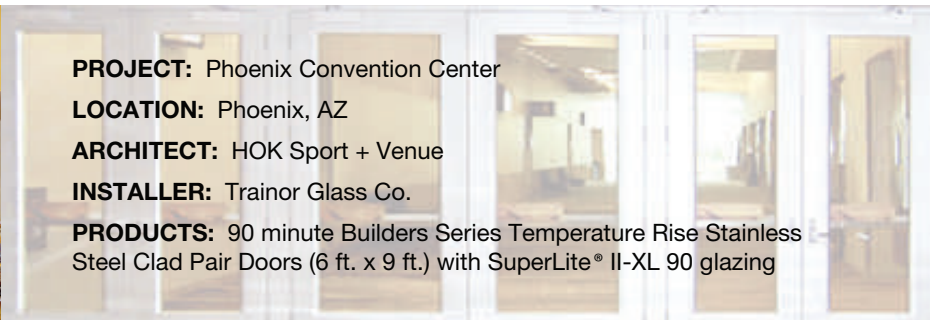 PROJECT: Phoenix Convention Center
LOCATION: Phoenix, AZ
ARCHITECT: HOK Sport + Venue
INSTALLER: Trainor Glass Co.
PRODUCTS: 90 minute Builders Series Temperature Rise Stainless
Steel Clad Pair Doors (6 ft. x 9 ft.) with SuperLite® II-XL 90 glazing